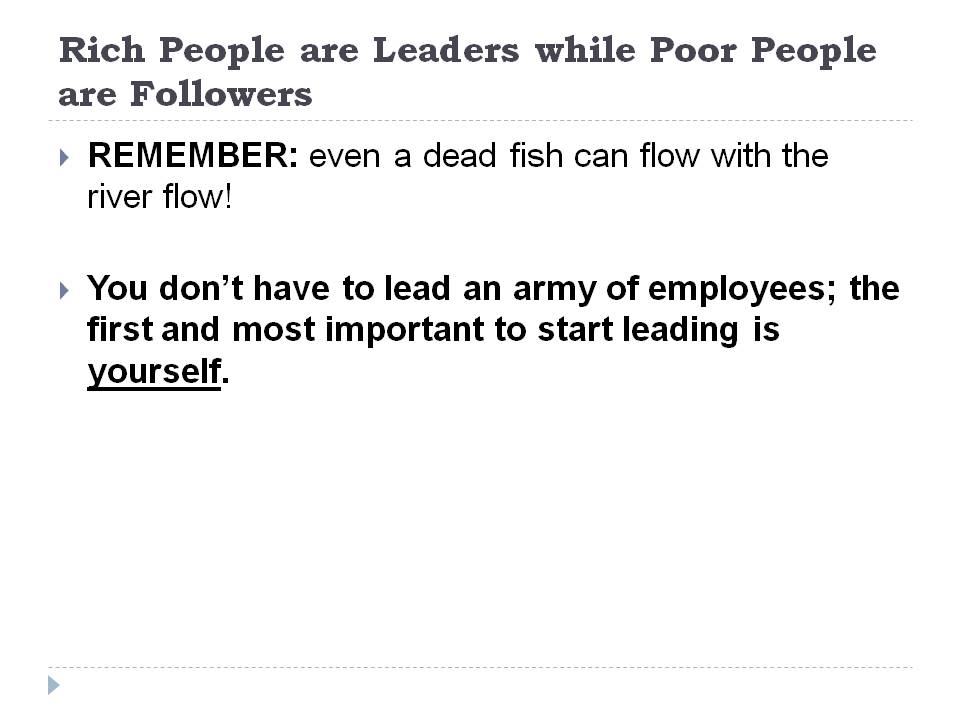 Rich People are Leaders while Poor People
are Followers
REMEMBER: even a dead fish can flow with the
river flow!
You don’t have to lead an army of employees; the
first and most important to start leading is
yourself.